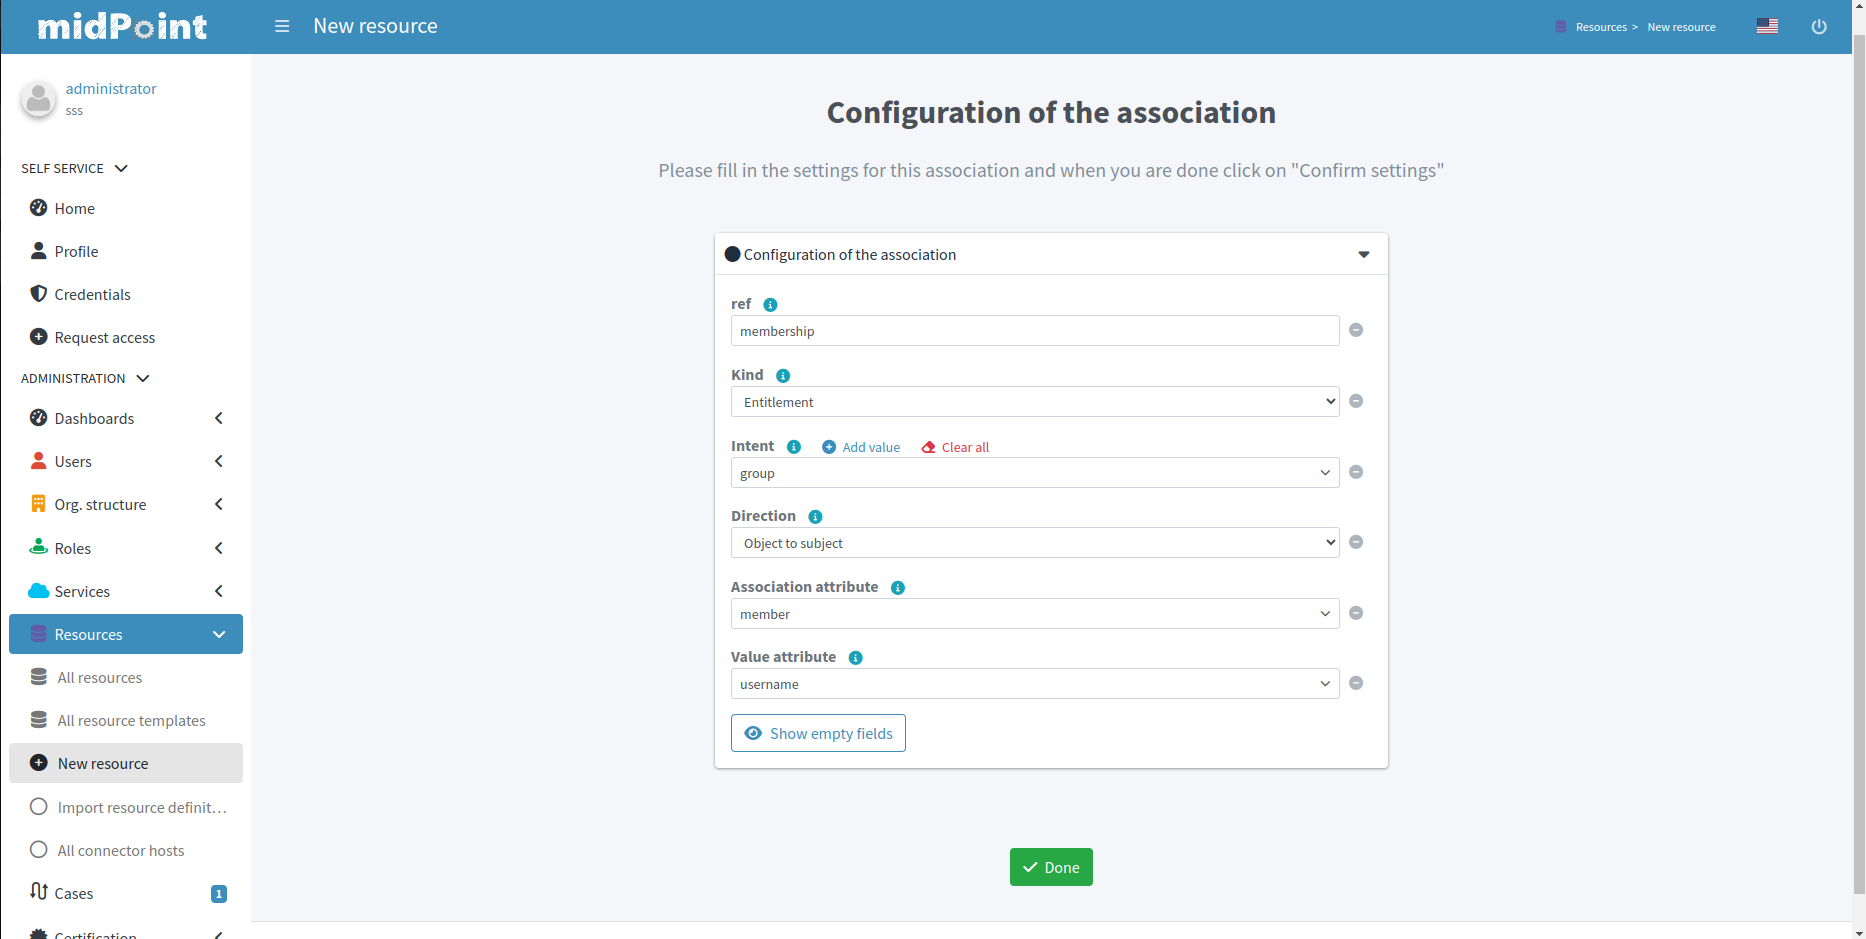 midPoint
New resource
Resources > New resource
administrator
sss
SELF SERVICE
Home
Profile
Credentials
Request access
ADMINISTRATION
Dashboards
Users
Org. structure
Roles
Services
Resources
All resources
All resource templates
New resource
Import resource definit...
All connector hosts
Cases 1
Certification
Configuration of the association
Please fill in the settings for this association and when you are done click on "Confirm settings"
Configuration of the association
ref
membership
Kind
Entitlement
Intent Add value Clear all
group
Direction
Object to subject
Association attribute
member
Value attribute
username
Show empty fields
Done